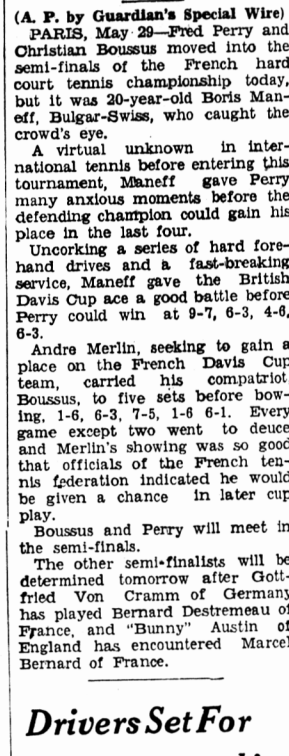 (A. P. by Guardian's Special Wire)
PARIS, May 29—Fred Perry and
Christian Boussus moved into the
semi-finals of the French hard
court tennis championship today,
but it was 20-year-old Boris Man-
eff, Bulgar-Swiss, who caught the
crowd's eye.
A virtual unknown in inter-
national tennis before entering this
tournament, Maneff gave Perry
many anxious moments before the
defending champion could gain his
place in the last four.
Uncorking a series of hard fore-
hand drives and a fast-breaking
service, Maneff gave the British
Davis Cup ace a good battle before
Perry could win at 9-7, 6-3, 4-6,
6-3.
Andre Merlin, seeking to gain a
place on the French Davis Cup
team, carried his compatriot,
Boussus, to five sets before bow-
ing, 1-6, 6-3, 7-5, 1-6 6-1. Every
game except two went to deuce
and Merlin's showing was so good
that officials of the French ten-
nis federation indicated he would
be given a chance in later cup
play.
Boussus and Perry will meet in
the semi-finals.
The other semi-finalists will be
determined tomorrow after Gott-
fried Von Cramm of Germany
has played Bernard Destremeau of
France, and "Bunny" Austin of
England has encountered Marcel
Bernard of France.
Drivers Set For